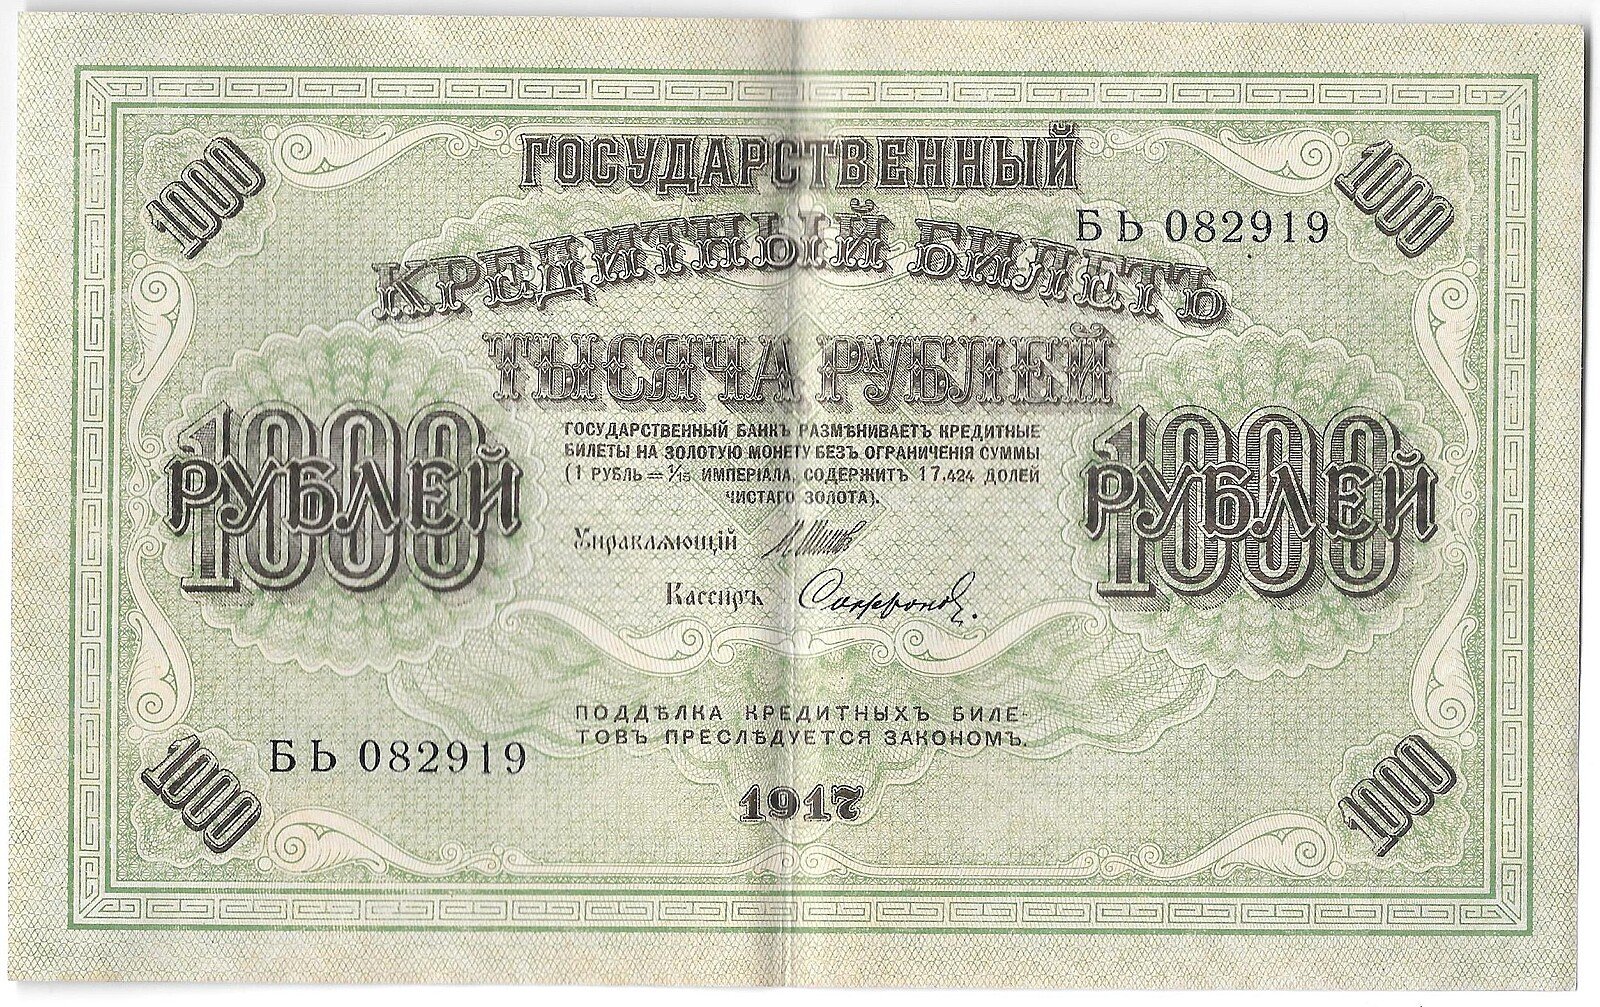 1000
ГОСУДАРСТВЕННЫЙ
1000
БЬ 082919
КРЕДИТНЫЙ БИЛЕТЪ
ТЫСЯЧА РУБЛЕЙ
1000
РУБЛЕЙ
ГОСУДАРСТВЕННЫЙ БАНКЪ РАЗМѢНИВАЕТЪ КРЕДИТНЫЕ
БИЛЕТЫ НА ЗОЛОТУЮ МОНЕТУ БЕЗЪ ОГРАНИЧЕНІЯ СУММЫ
(1 РУБЛЬ = 1/15 ИМПЕРІАЛА, СОДЕРЖИТЪ 17,424 ДОЛЕЙ
ЧИСТАГО ЗОЛОТА).
1000
РУБЛЕЙ
Управляющій И.Шипов
Кассиръ Софронов.
ПОДДѢЛКА КРЕДИТНЫХЪ БИЛЕ-
ТОВЪ ПРЕСЛѢДУЕТСЯ ЗАКОНОМЪ.
1000
БЬ 082919
1917
1000